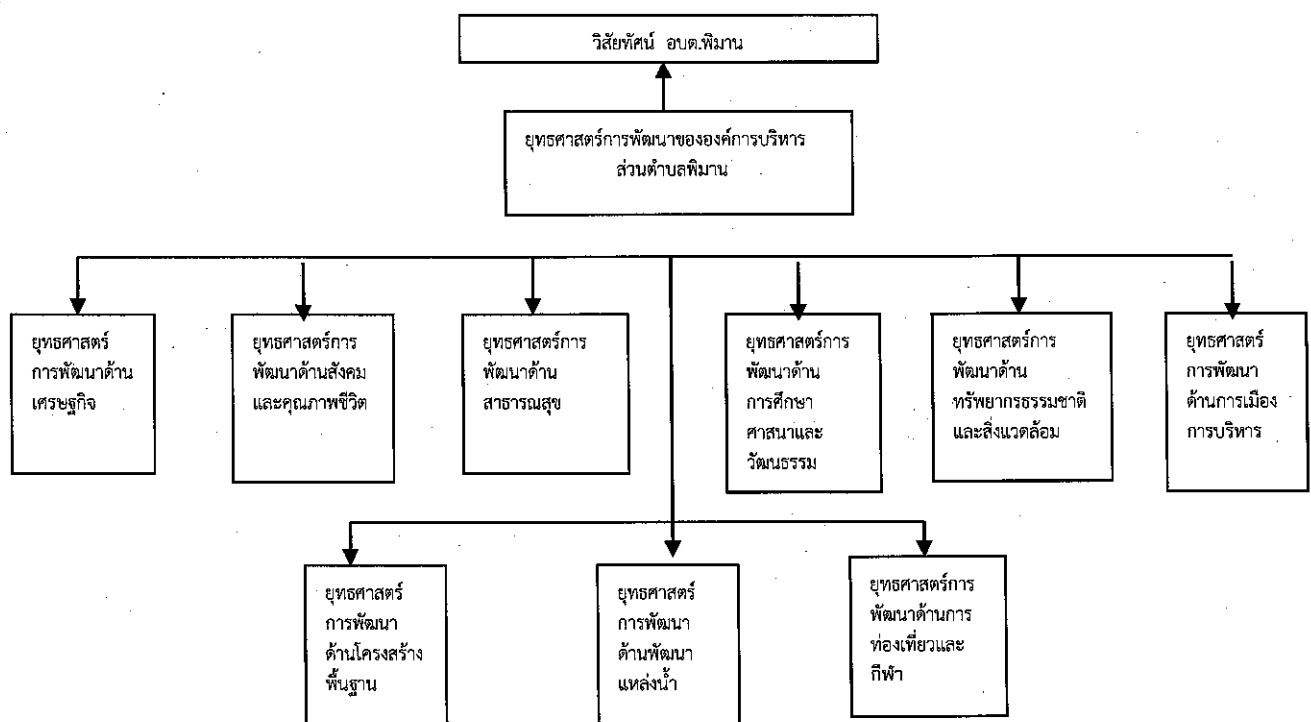 วิสัยทัศน์ อบต.พิมาน
ยุทธศาสตร์การพัฒนาขององค์การบริหาร
ส่วนตำบลพิมาน
ยุทธศาสตร์
การพัฒนาด้าน
เศรษฐกิจ
ยุทธศาสตร์การ
พัฒนาด้านสังคม
และคุณภาพชีวิต
ยุทธศาสตร์การ
พัฒนาด้าน
สาธารณสุข
ยุทธศาสตร์การ
พัฒนาด้าน
การศึกษา
ศาสนาและ
วัฒนธรรม
ยุทธศาสตร์การ
พัฒนาด้าน
ทรัพยากรธรรมชาติ
และสิ่งแวดล้อม
ยุทธศาสตร์
การพัฒนา
ด้านการเมือง
การบริหาร
ยุทธศาสตร์
การพัฒนา
ด้านโครงสร้าง
พื้นฐาน
ยุทธศาสตร์
การพัฒนา
ด้านพัฒนา
แหล่งน้ำ
ยุทธศาสตร์การ
พัฒนาด้านการ
ท่องเที่ยวและ
กีฬา